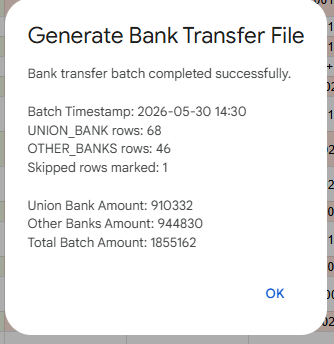 Generate Bank Transfer File
Bank transfer batch completed successfully.
Batch Timestamp: 2026-05-30 14:30
UNION_BANK rows: 68
OTHER_BANKS rows: 46
Skipped rows marked: 1
Union Bank Amount: 910332
Other Banks Amount: 944830
Total Batch Amount: 1855162
OK